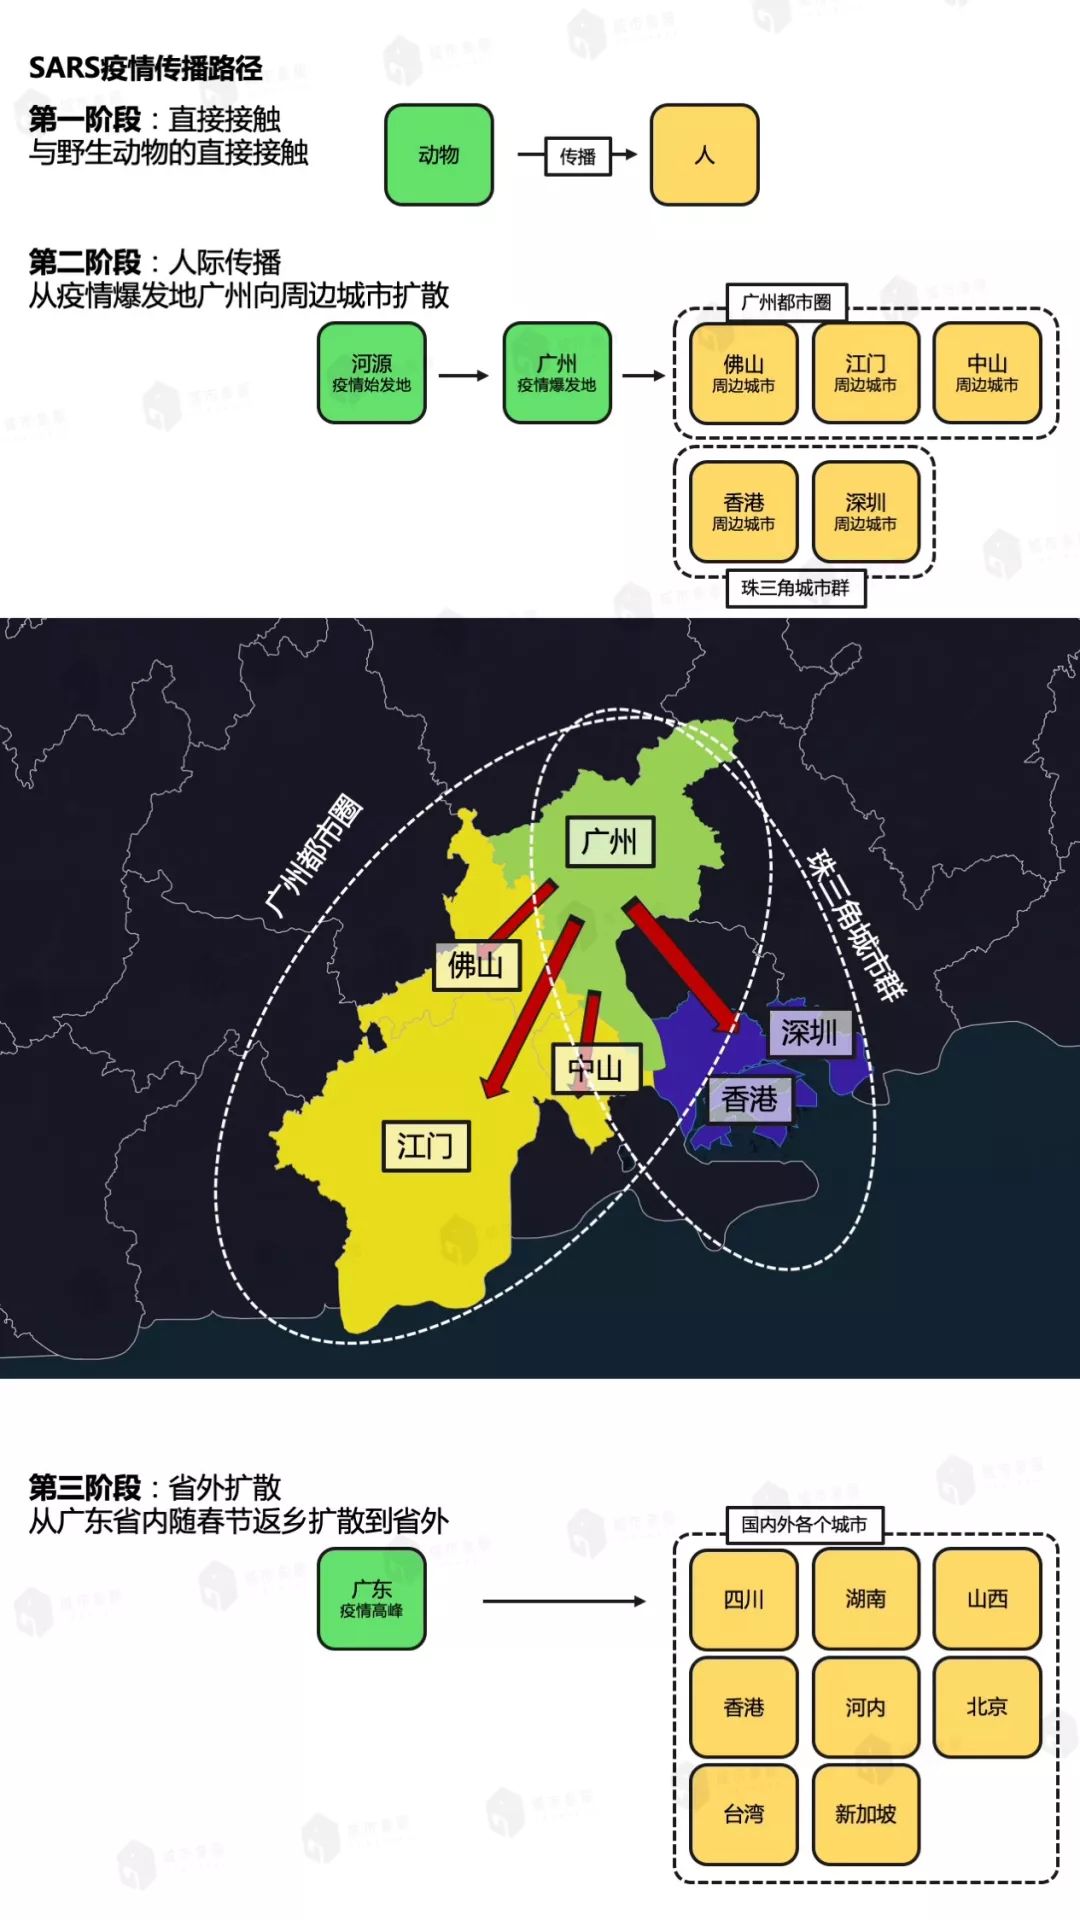 SARS疫情传播路径
第一阶段：直接接触
与野生动物的直接接触
动物
传播
人
第二阶段：人际传播
从疫情爆发地广州向周边城市扩散
广州都市圈
河源
疫情始发地
广州
疫情爆发地
佛山
周边城市
江门
周边城市
中山
周边城市
香港
周边城市
深圳
周边城市
珠三角城市群
广州都市圈
珠三角城市群
广州
佛山
深圳
中山
香港
江门
第三阶段：省外扩散
从广东省内随春节返乡扩散到省外
国内外各个城市
广东
疫情高峰
四川
湖南
山西
香港
河内
北京
台湾
新加坡